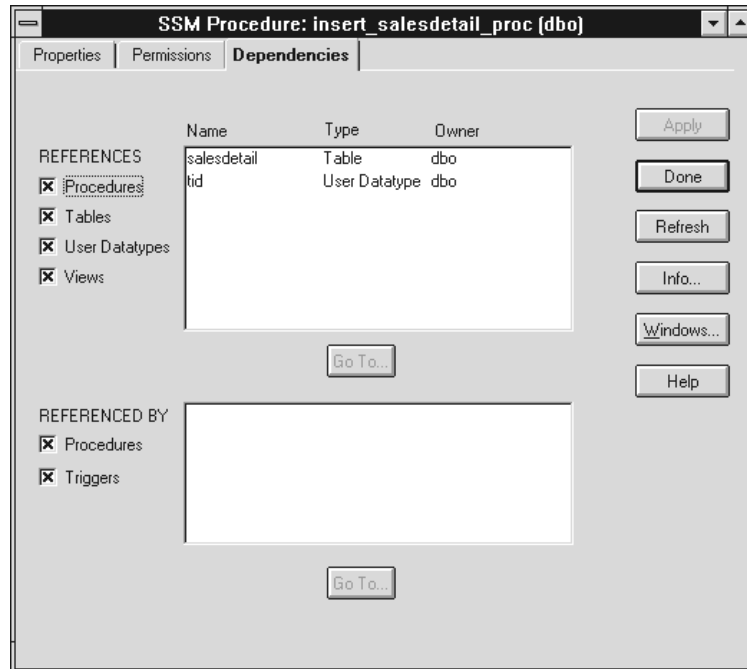 SSM Procedure: insert_salesdetail_proc (dbo)
Properties Permissions Dependencies
Name Type Owner
REFERENCES
Procedures
Tables
User Datatypes
Views
salesdetail Table dbo
tid User Datatype dbo
Go To...
REFERENCED BY
Procedures
Triggers
Go To...
Apply
Done
Refresh
Info...
Windows...
Help